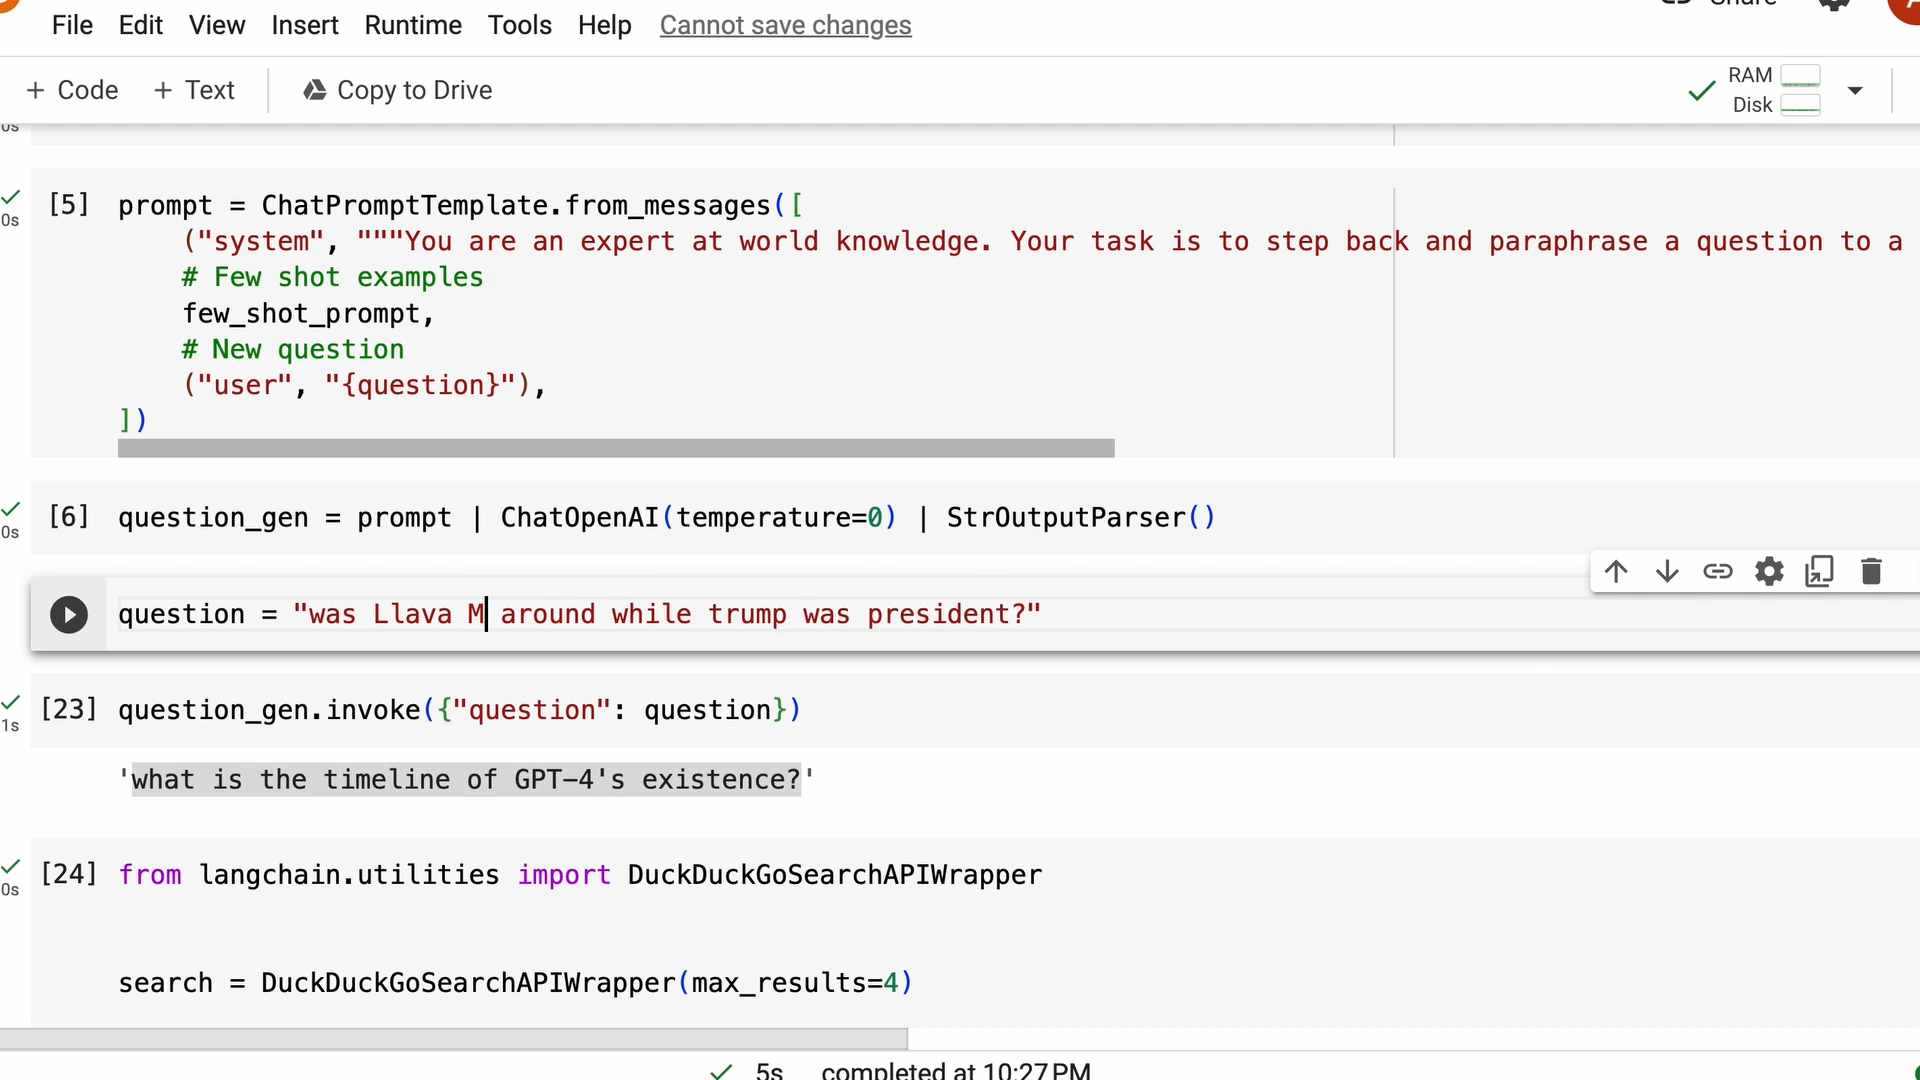 Share
File Edit View Insert Runtime Tools Help Cannot save changes
+ Code + Text Copy to Drive
RAM
Disk
0s
[5] prompt = ChatPromptTemplate.from_messages([
0s
("system", """You are an expert at world knowledge. Your task is to step back and paraphrase a question to a
# Few shot examples
few_shot_prompt,
# New question
("user", "{question}"),
])
[6] question_gen = prompt | ChatOpenAI(temperature=0) | StrOutputParser()
0s
question = "was Llava M around while trump was president?"
[23] question_gen.invoke({"question": question})
1s
'what is the timeline of GPT-4's existence?'
[24] from langchain.utilities import DuckDuckGoSearchAPIWrapper
0s
search = DuckDuckGoSearchAPIWrapper(max_results=4)
5s completed at 10:27 PM